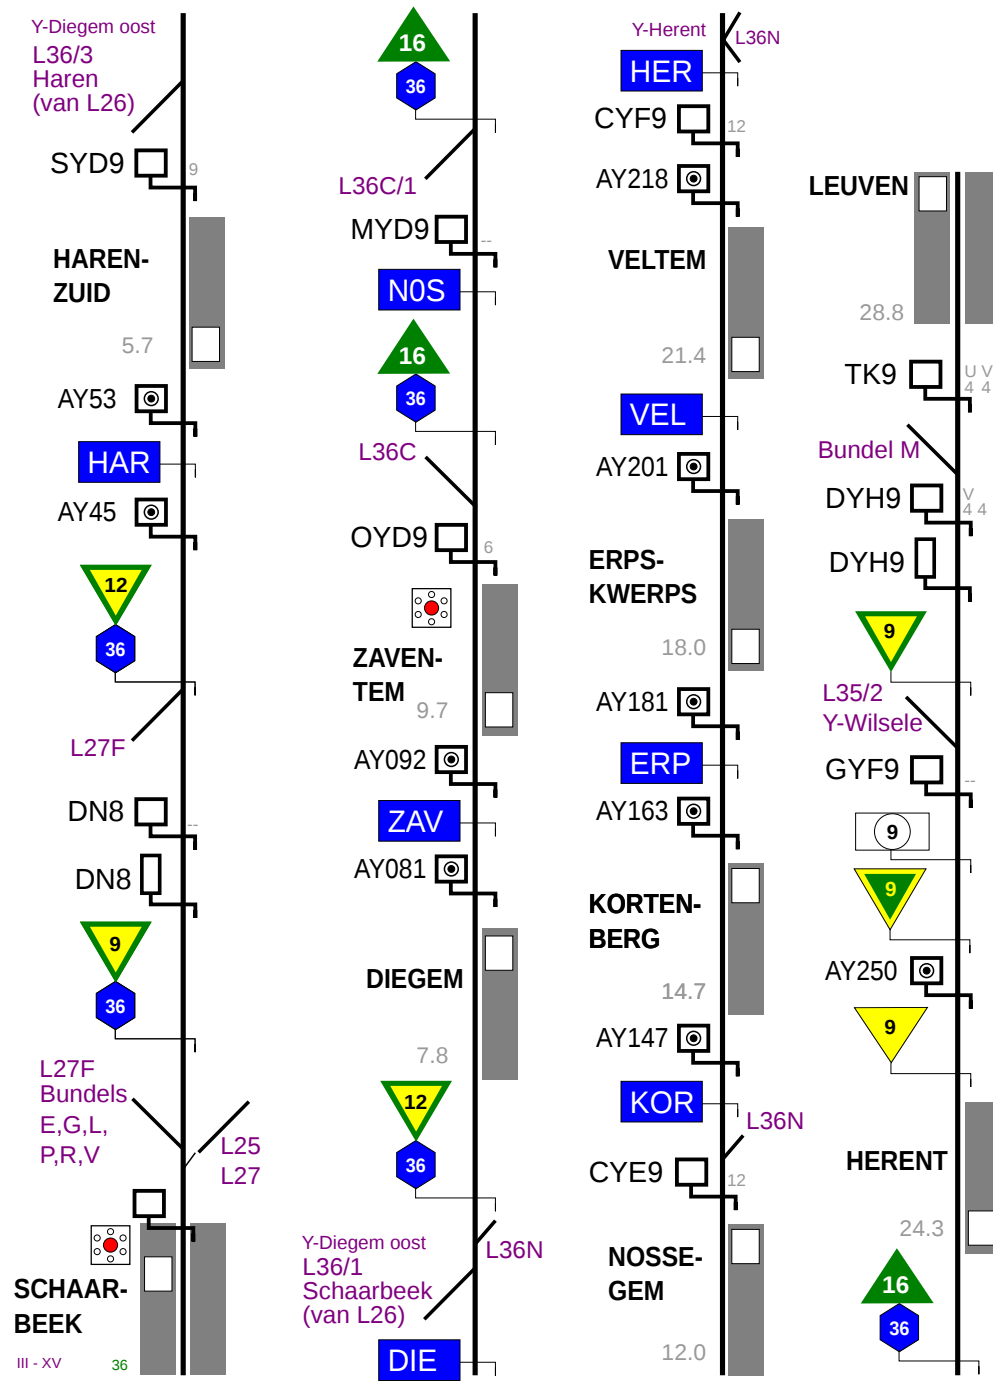 Y-Diegem oost
L36/3
Haren
(van L26)
SYD9
9
HAREN-
ZUID
5.7
AY53
HAR
AY45
12
36
L27F
DN8
--
DN8
9
36
L27F
Bundels
E,G,L,
P,R,V
L25
L27
SCHAAR-
BEEK
III - XV
36
16
36
L36C/1
MYD9
--
N0S
16
36
L36C
OYD9
6
ZAVEN-
TEM
9.7
AY092
ZAV
AY081
DIEGEM
7.8
12
36
L36N
Y-Diegem oost
L36/1
Schaarbeek
(van L26)
DIE
Y-Herent
L36N
HER
CYF9
12
AY218
VELTEM
21.4
VEL
AY201
ERPS-
KWERPS
18.0
AY181
ERP
AY163
KORTEN-
BERG
14.7
AY147
KOR
L36N
CYE9
12
NOSSE-
GEM
12.0
LEUVEN
28.8
TK9
U V
4 4
Bundel M
DYH9
V
4 4
DYH9
9
L35/2
Y-Wilsele
GYF9
--
9
9
AY250
9
HERENT
24.3
16
36